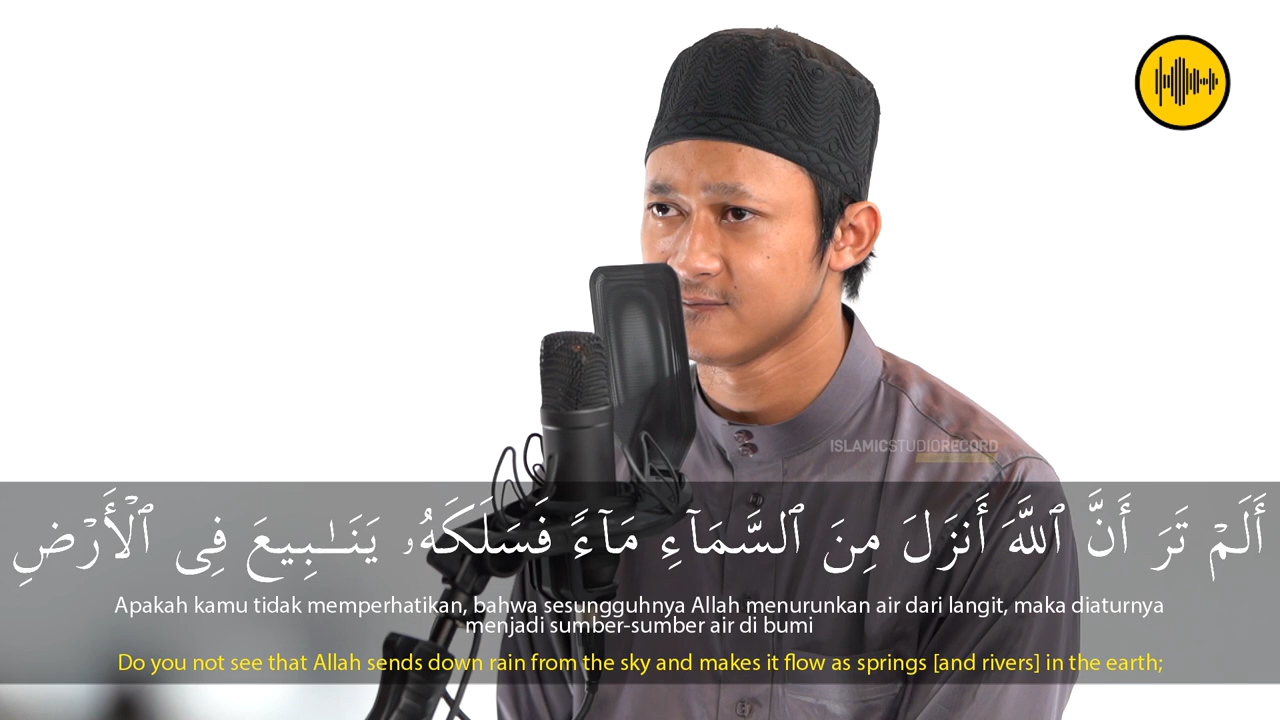 ISLAMICSTUDIORECORD
أَلَمْ تَرَ أَنَّ ٱللَّهَ أَنزَلَ مِنَ ٱلسَّمَآءِ مَآءً فَسَلَكَهُۥ يَنَـٰبِيعَ فِى ٱلْأَرْضِ
Apakah kamu tidak memperhatikan, bahwa sesungguhnya Allah menurunkan air dari langit, maka diaturnya
menjadi sumber-sumber air di bumi
Do you not see that Allah sends down rain from the sky and makes it flow as springs [and rivers] in the earth;